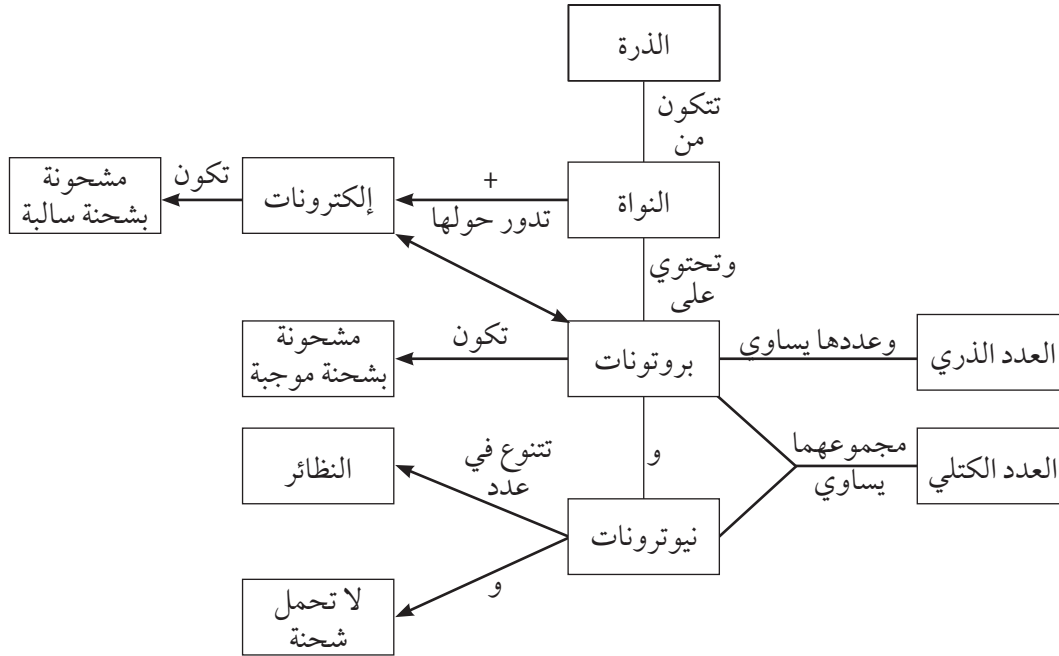 الذرة
تتكون
من
النواة
+
تدور حولها
إلكترونات
تكون
مشحونة
بشحنة سالبة
وتحتوي
على
بروتونات
وعددها يساوي
العدد الذري
تكون
مشحونة
بشحنة موجبة
مجموعهما
يساوي
العدد الكتلي
و
نيوترونات
تتنوع في
عدد
النظائر
و
لا تحمل
شحنة